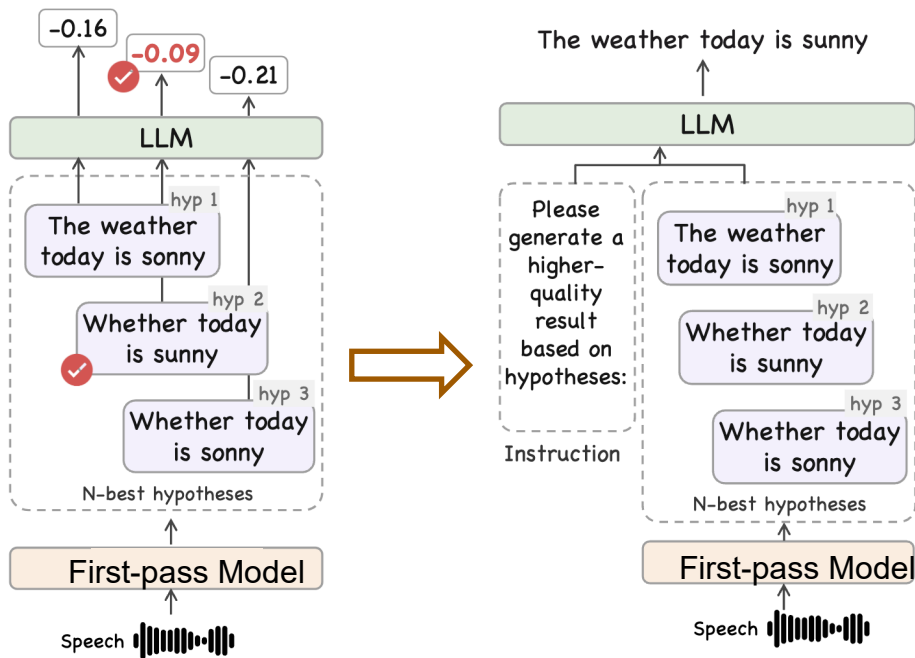 -0.16
-0.09
-0.21
LLM
hyp 1
The weather
today is sonny
hyp 2
Whether today
is sunny
hyp 3
Whether today
is sonny
N-best hypotheses
First-pass Model
Speech
The weather today is sunny
LLM
Please
generate a
higher-
quality
result
based on
hypotheses:
Instruction
hyp 1
The weather
today is sonny
hyp 2
Whether today
is sunny
hyp 3
Whether today
is sonny
N-best hypotheses
First-pass Model
Speech